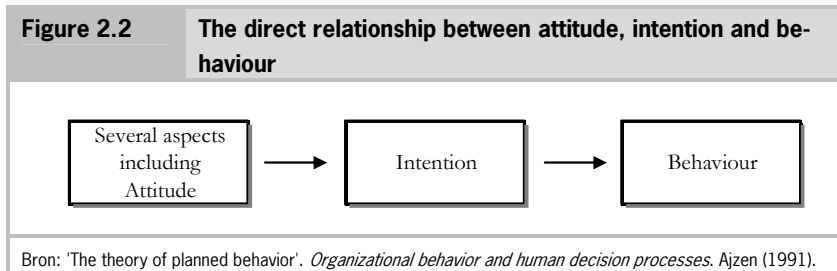 Figure 2.2
The direct relationship between attitude, intention and be-
haviour
Several aspects
including
Attitude
Intention
Behaviour
Bron: 'The theory of planned behavior'. Organizational behavior and human decision processes. Ajzen (1991).